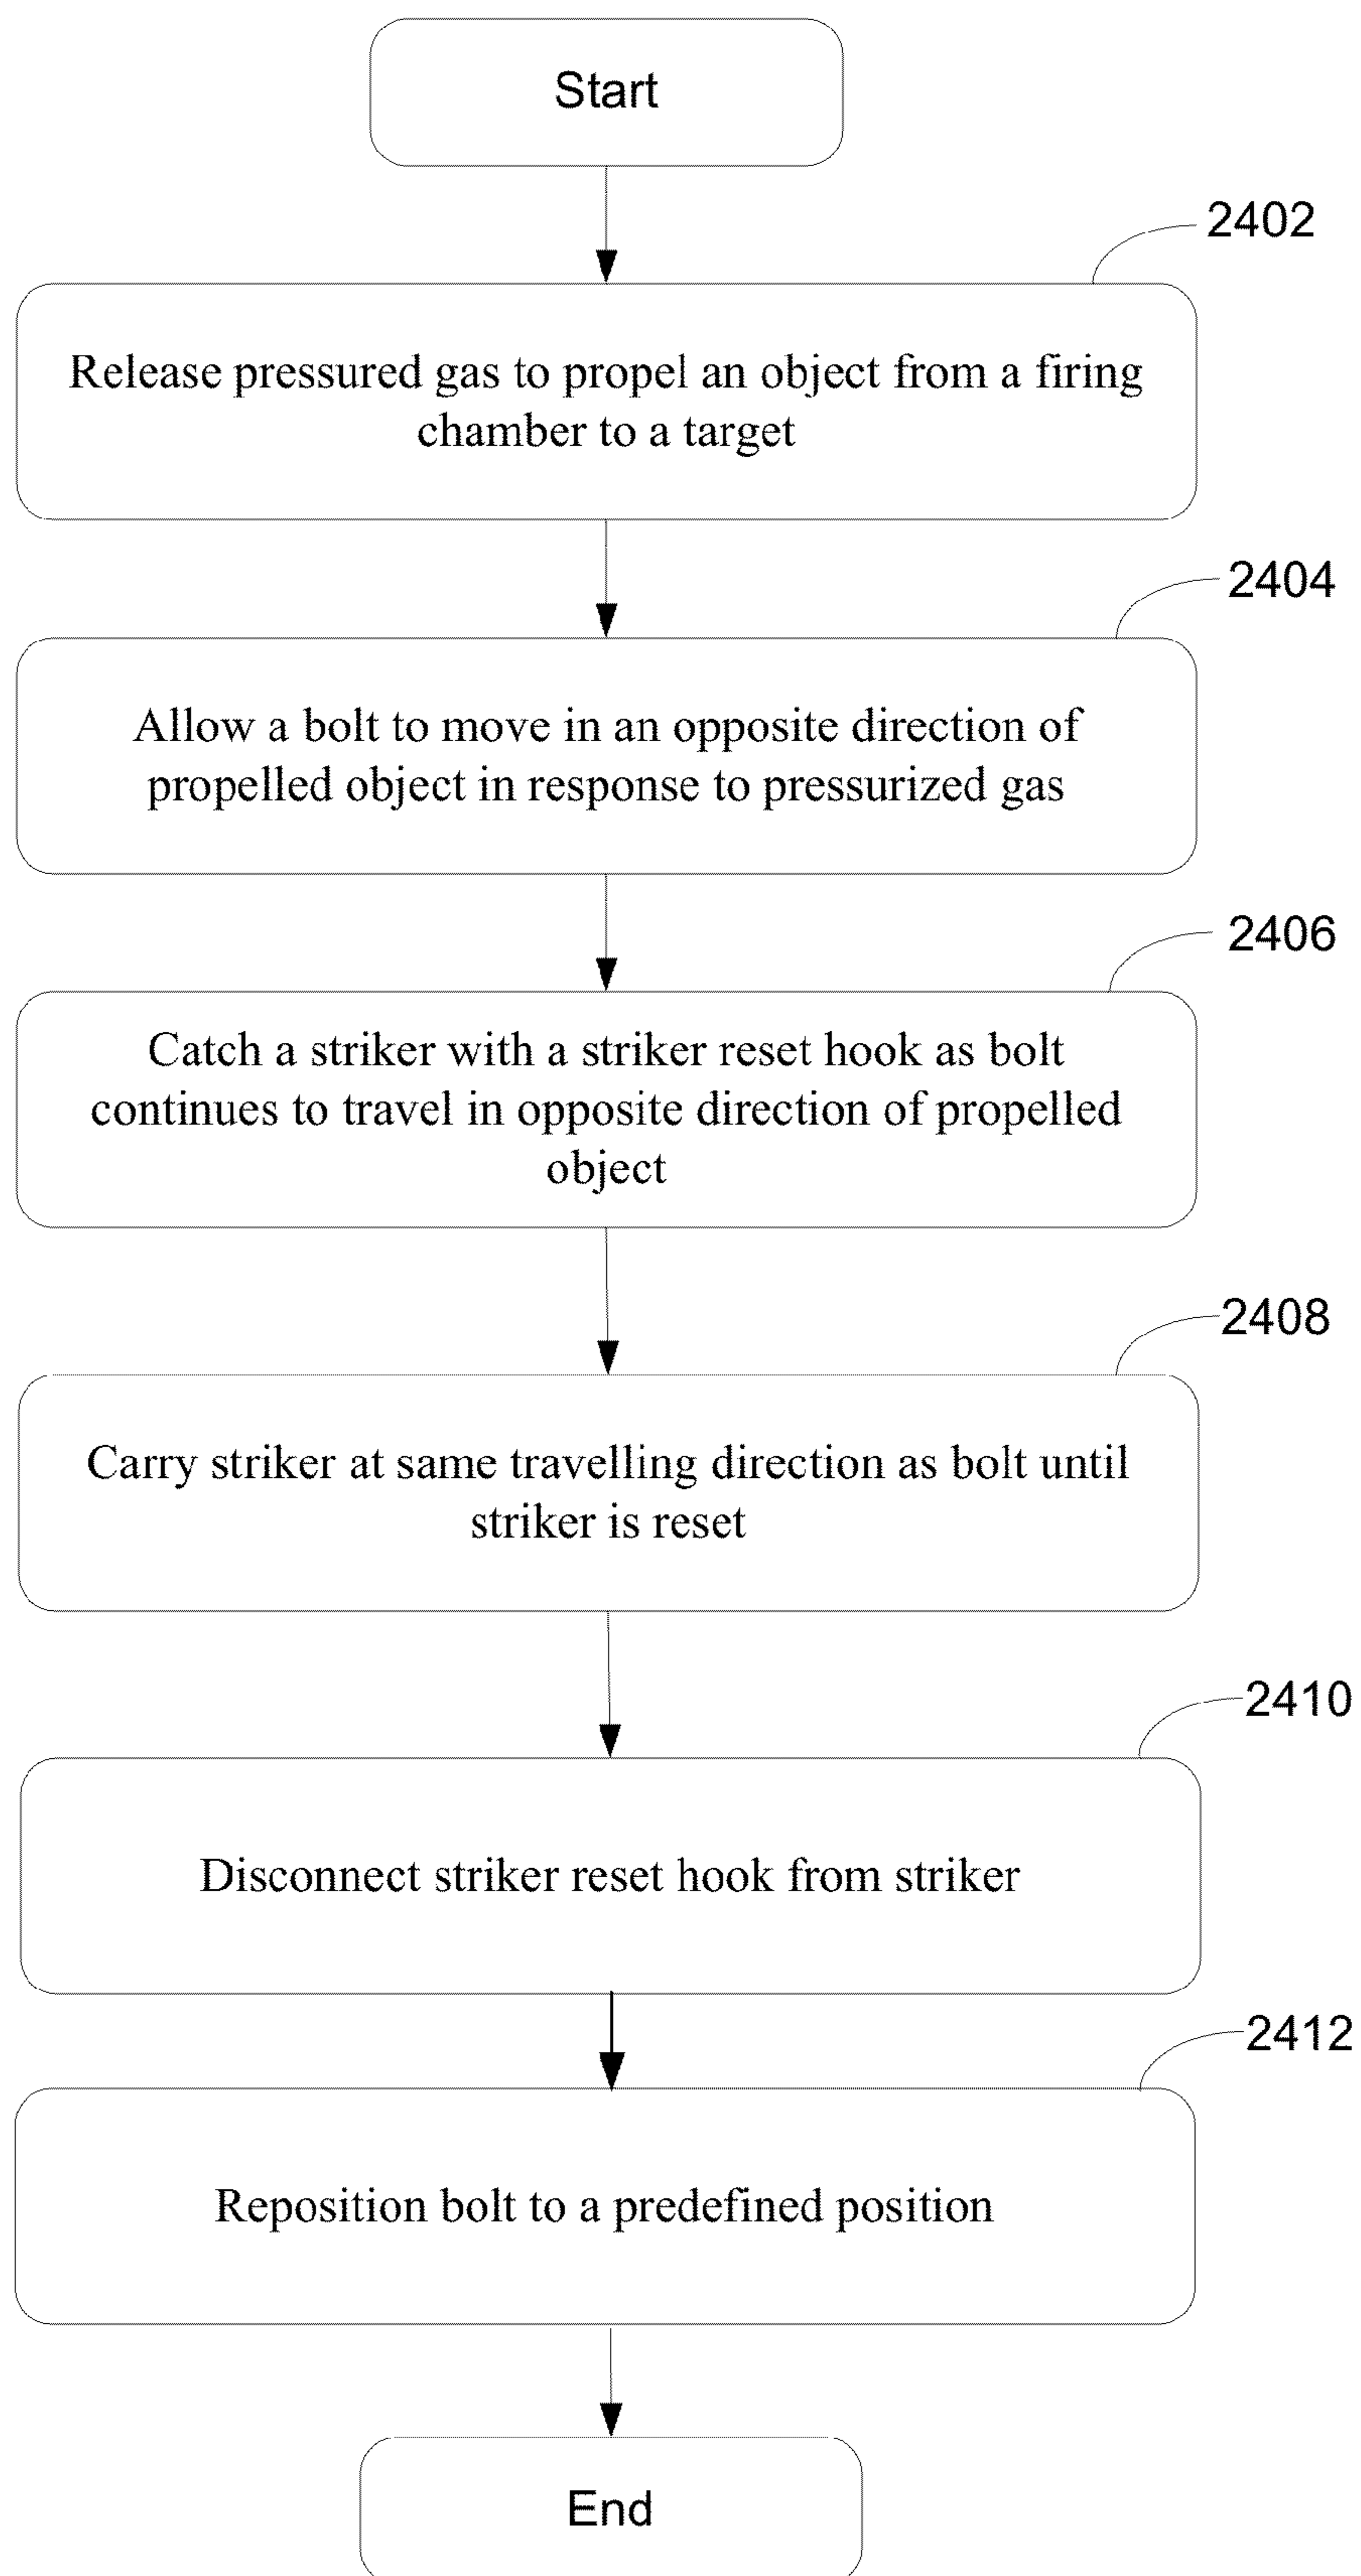 Start
2402
Release pressured gas to propel an object from a firing
chamber to a target
2404
Allow a bolt to move in an opposite direction of
propelled object in response to pressurized gas
2406
Catch a striker with a striker reset hook as bolt
continues to travel in opposite direction of propelled
object
2408
Carry striker at same travelling direction as bolt until
striker is reset
2410
Disconnect striker reset hook from striker
2412
Reposition bolt to a predefined position
End